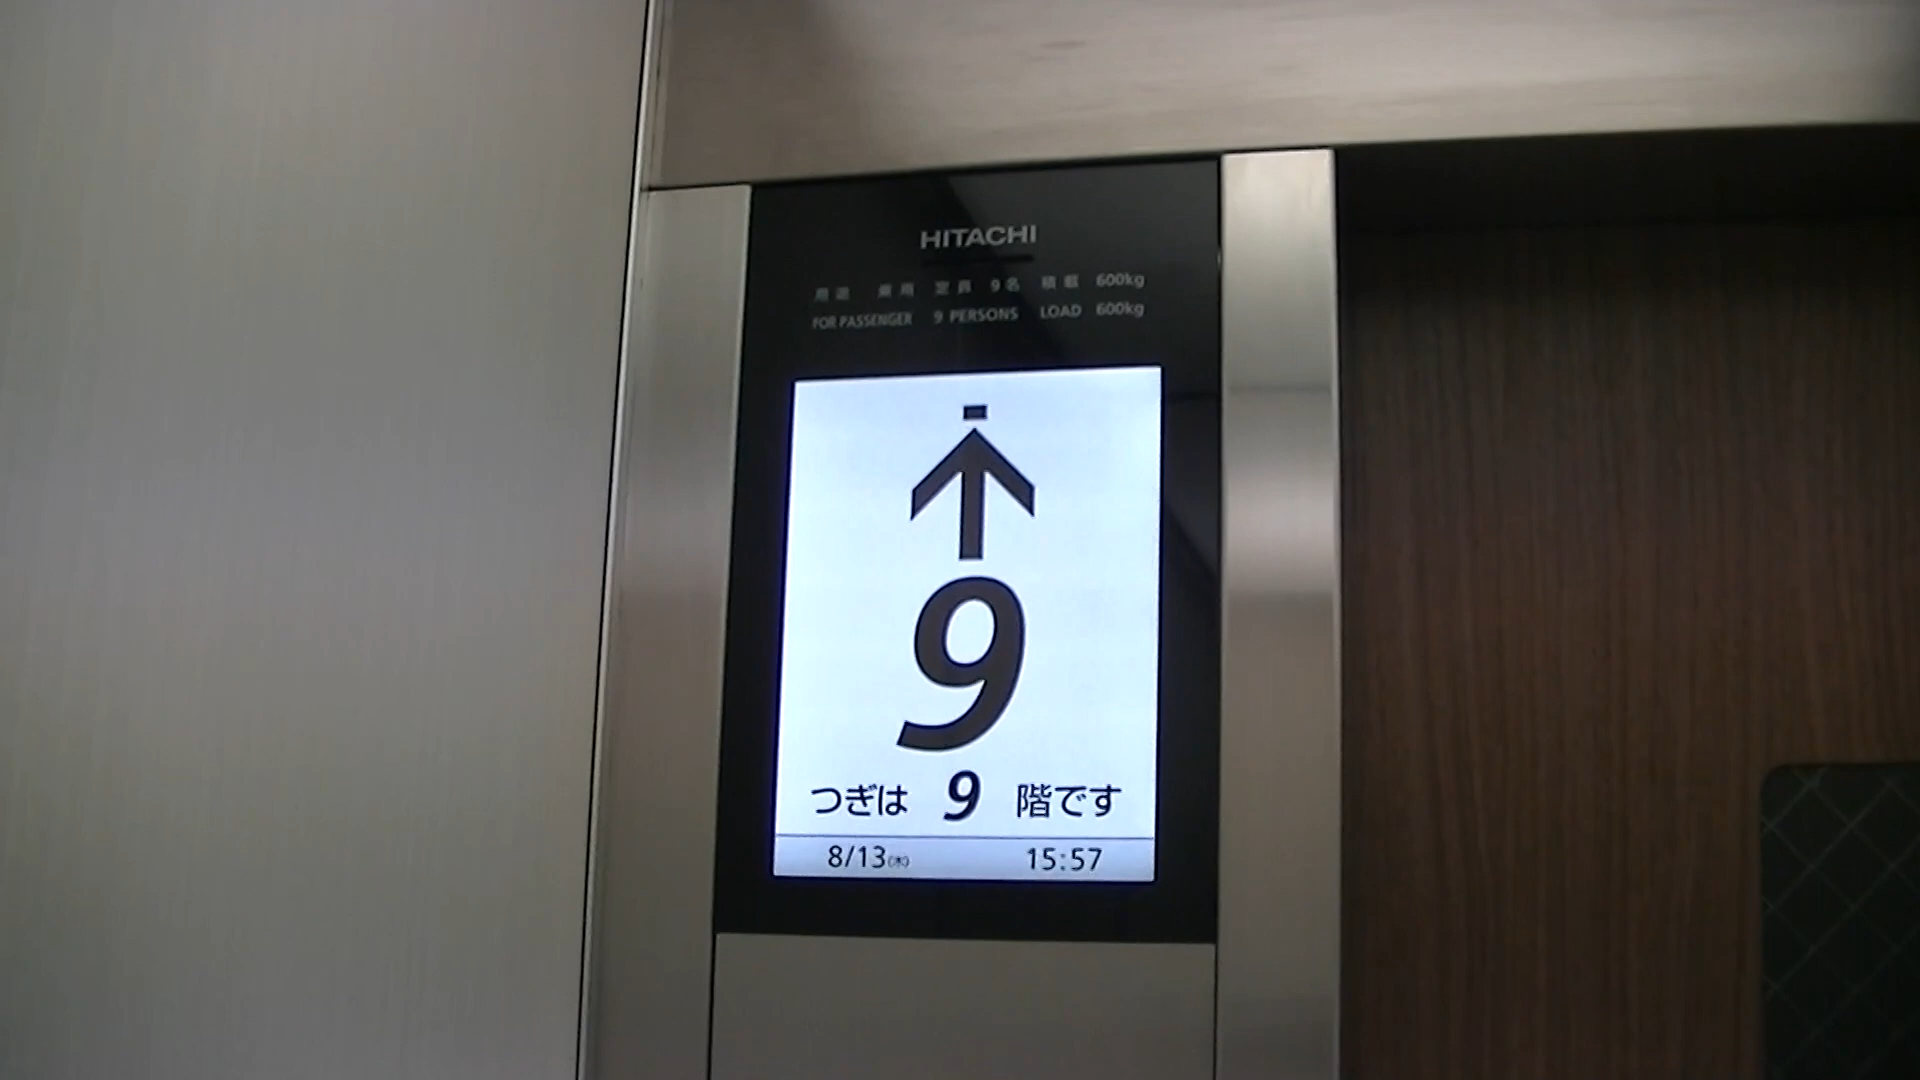 HITACHI
用途 乗用 定員 9名 積載 600kg
FOR PASSENGER 9 PERSONS LOAD 600kg
9
つぎは 9 階です
8/13(水) 15:57